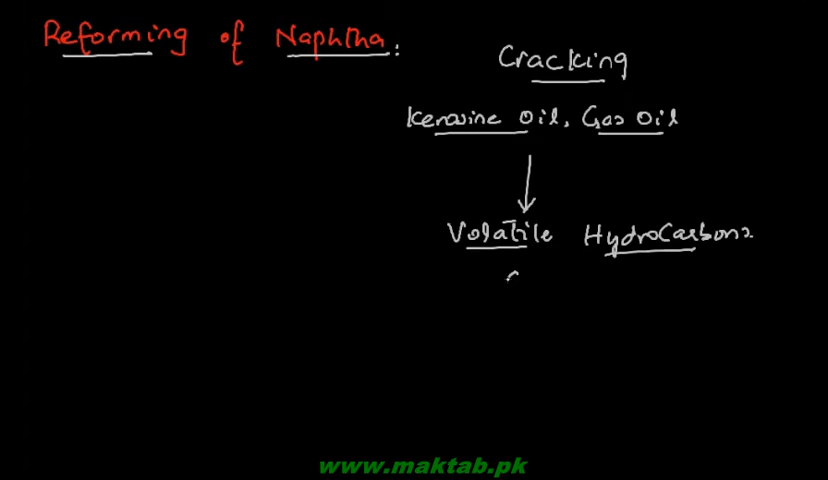 Reforming of Naphtha:
Cracking
Kerosine Oil, Gas Oil
Volatile HydroCarbons
www.maktab.pk